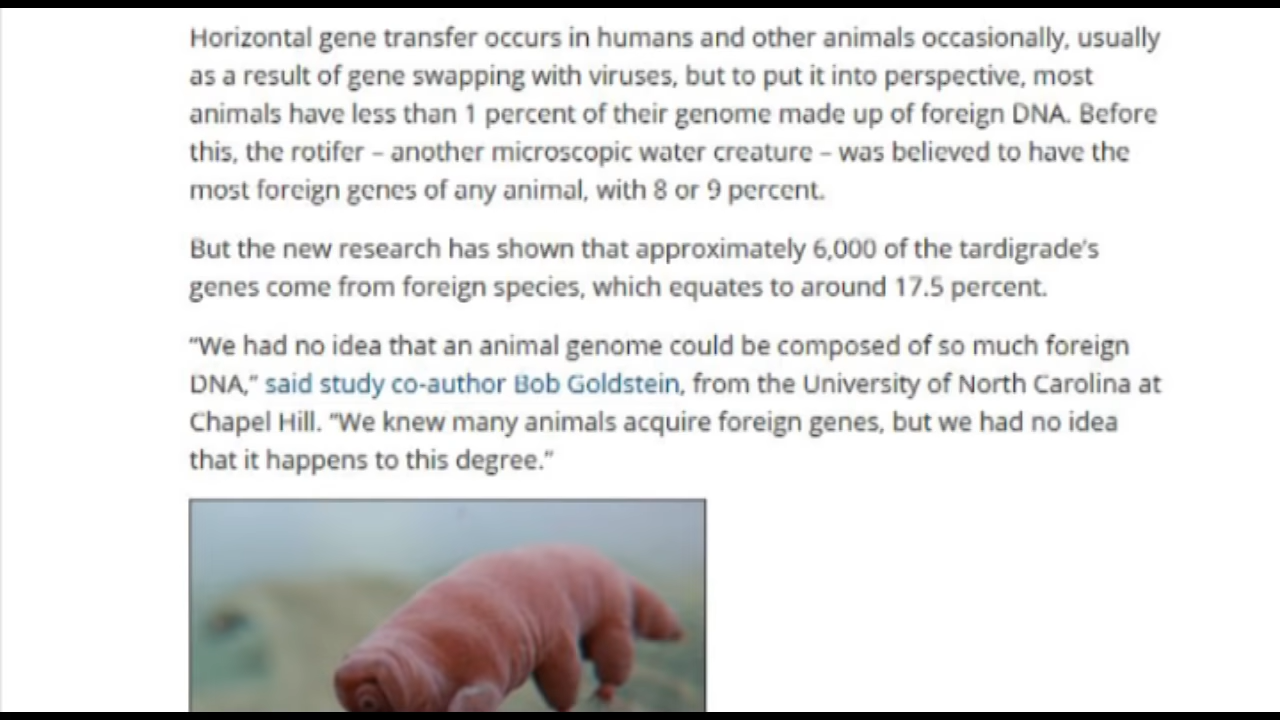 Horizontal gene transfer occurs in humans and other animals occasionally, usually
as a result of gene swapping with viruses, but to put it into perspective, most
animals have less than 1 percent of their genome made up of foreign DNA. Before
this, the rotifer – another microscopic water creature – was believed to have the
most foreign genes of any animal, with 8 or 9 percent.
But the new research has shown that approximately 6,000 of the tardigrade's
genes come from foreign species, which equates to around 17.5 percent.
“We had no idea that an animal genome could be composed of so much foreign
DNA,” said study co-author Bob Goldstein, from the University of North Carolina at
Chapel Hill. “We knew many animals acquire foreign genes, but we had no idea
that it happens to this degree.”